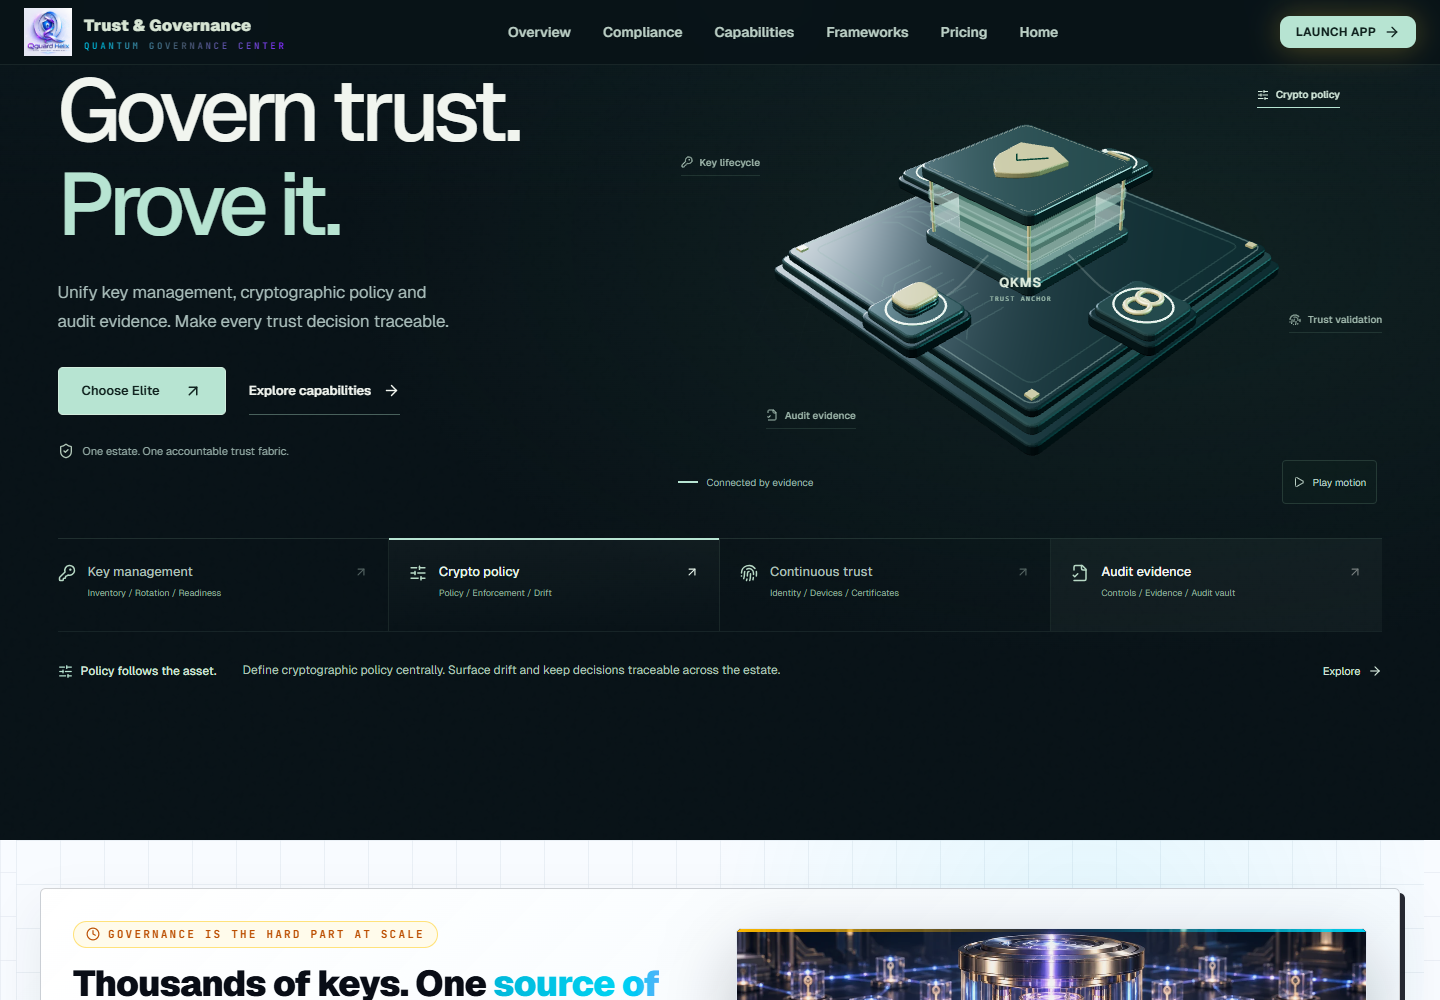 Qguard Helix
Trust & Governance
QUANTUM GOVERNANCE CENTER
Overview
Compliance
Capabilities
Frameworks
Pricing
Home
LAUNCH APP
Govern trust.
Prove it.
Unify key management, cryptographic policy and
audit evidence. Make every trust decision traceable.
Choose Elite
Explore capabilities
One estate. One accountable trust fabric.
Crypto policy
Key lifecycle
QKMS
TRUST ANCHOR
Trust validation
Audit evidence
Connected by evidence
Play motion
Key management
Inventory / Rotation / Readiness
Crypto policy
Policy / Enforcement / Drift
Continuous trust
Identity / Devices / Certificates
Audit evidence
Controls / Evidence / Audit vault
Policy follows the asset.
Define cryptographic policy centrally. Surface drift and keep decisions traceable across the estate.
Explore
GOVERNANCE IS THE HARD PART AT SCALE
Thousands of keys. One source of